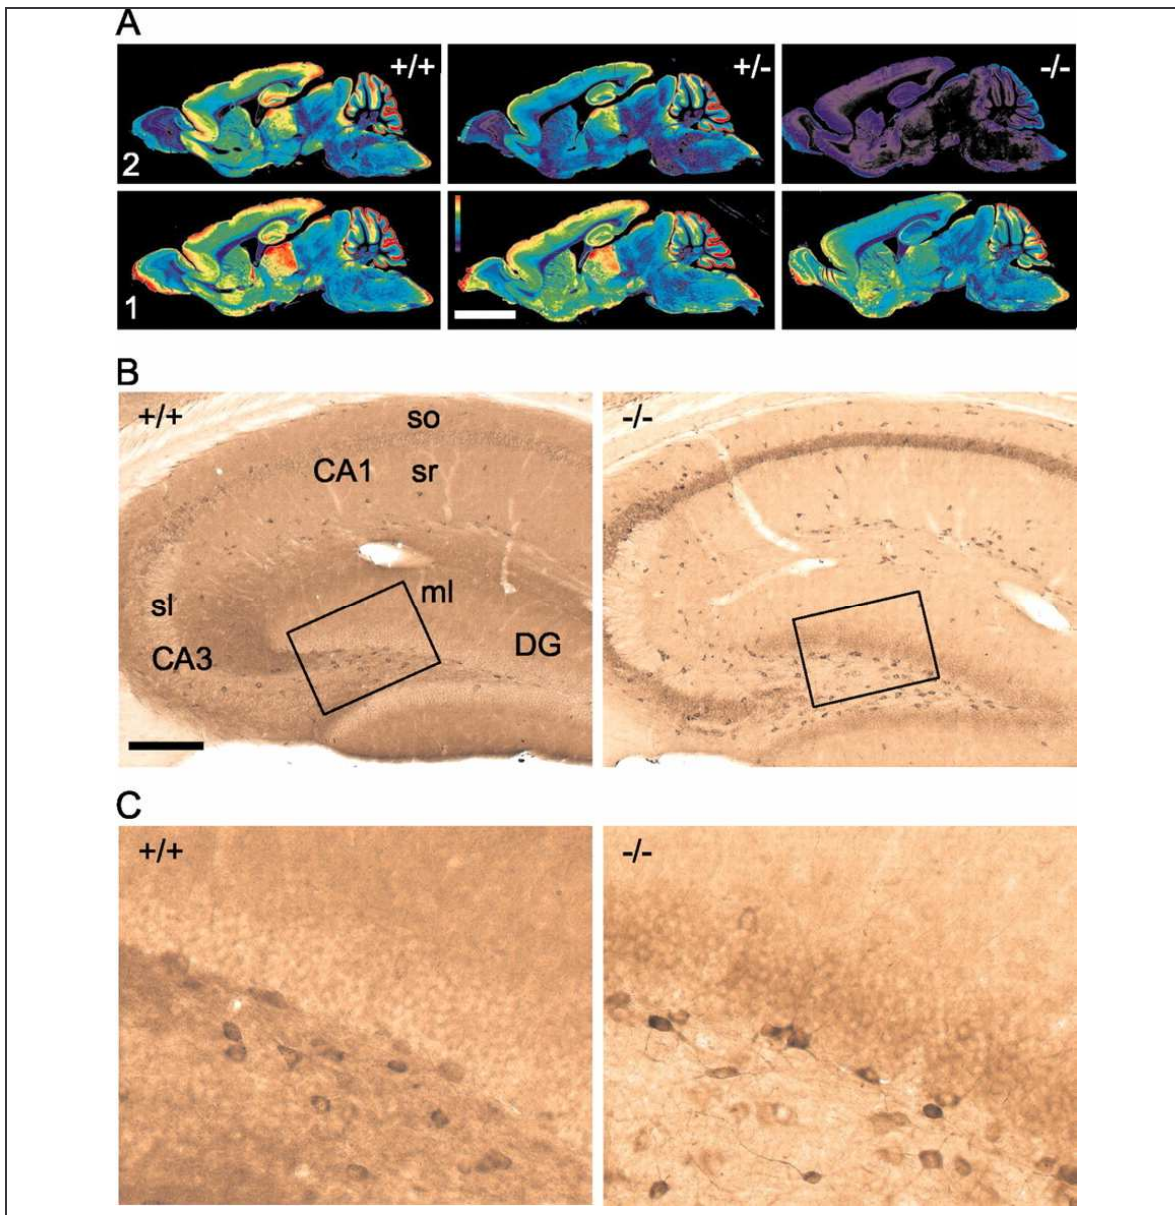 A
+/+ +/- -/-
2
1
B
+/+ -/-
so
CA1 sr
ml
sl
CA3 DG
C
+/+ -/-